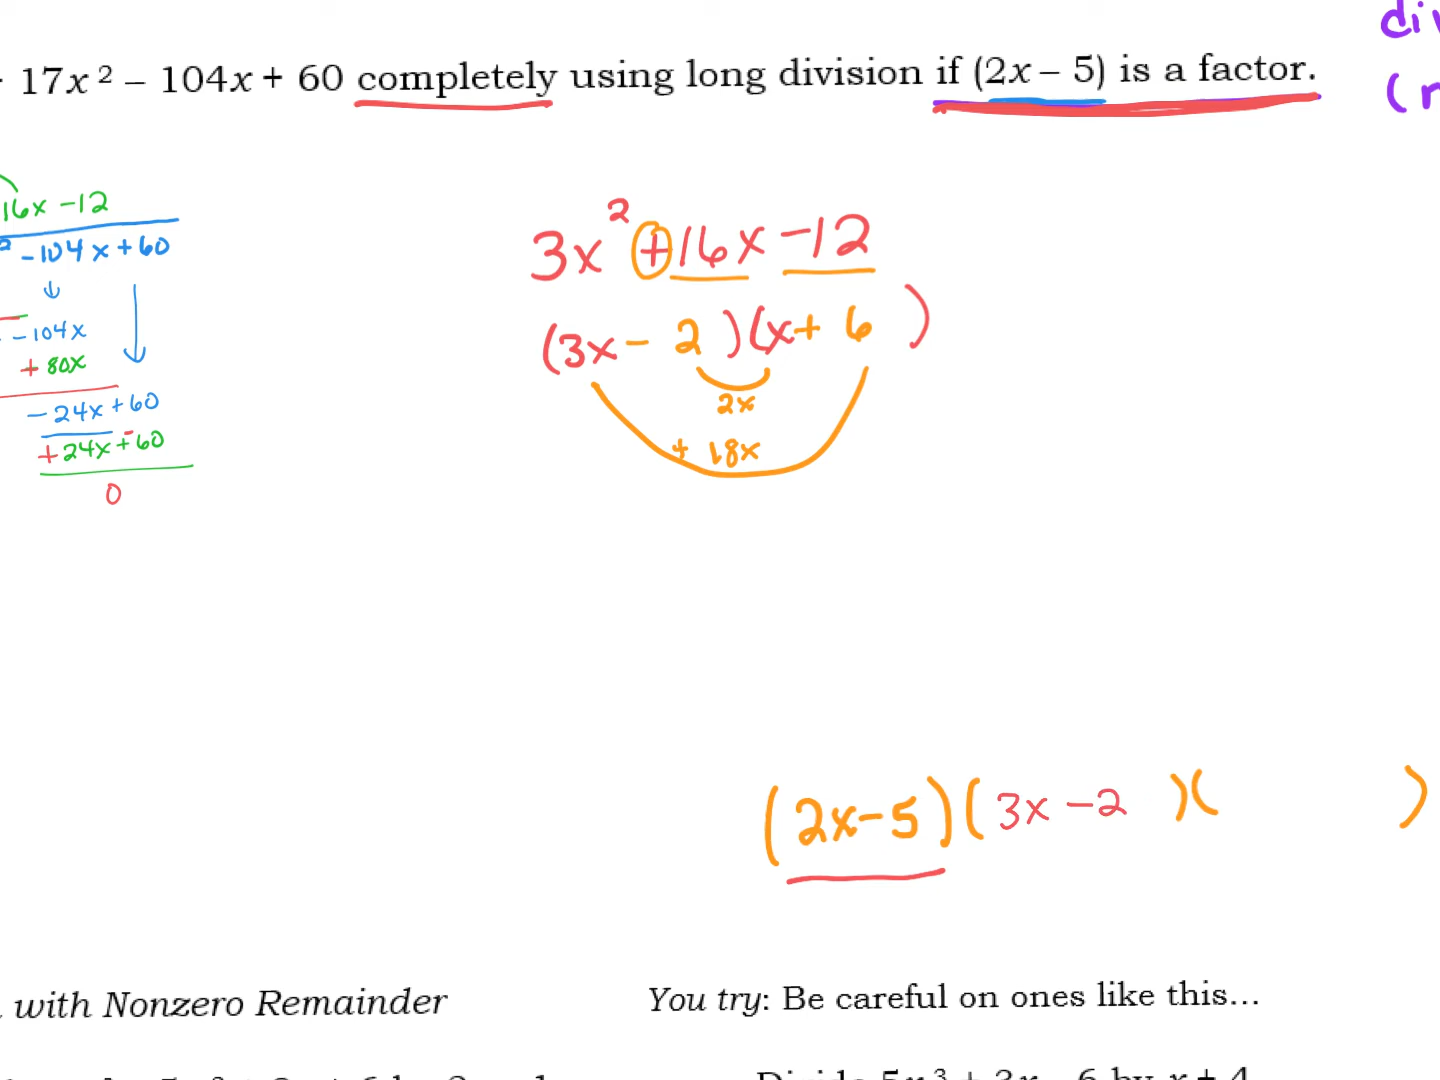 17x² – 104x + 60 completely using long division if (2x – 5) is a factor.
16x -12
-104x +60
-104x
+ 80x
- 24x +60
+ 24x + 60
0
3x² +16x -12
(3x - 2)(x + 6 )
2x
+ 18x
(2x-5)(3x -2 )( )
with Nonzero Remainder
You try: Be careful on ones like this...